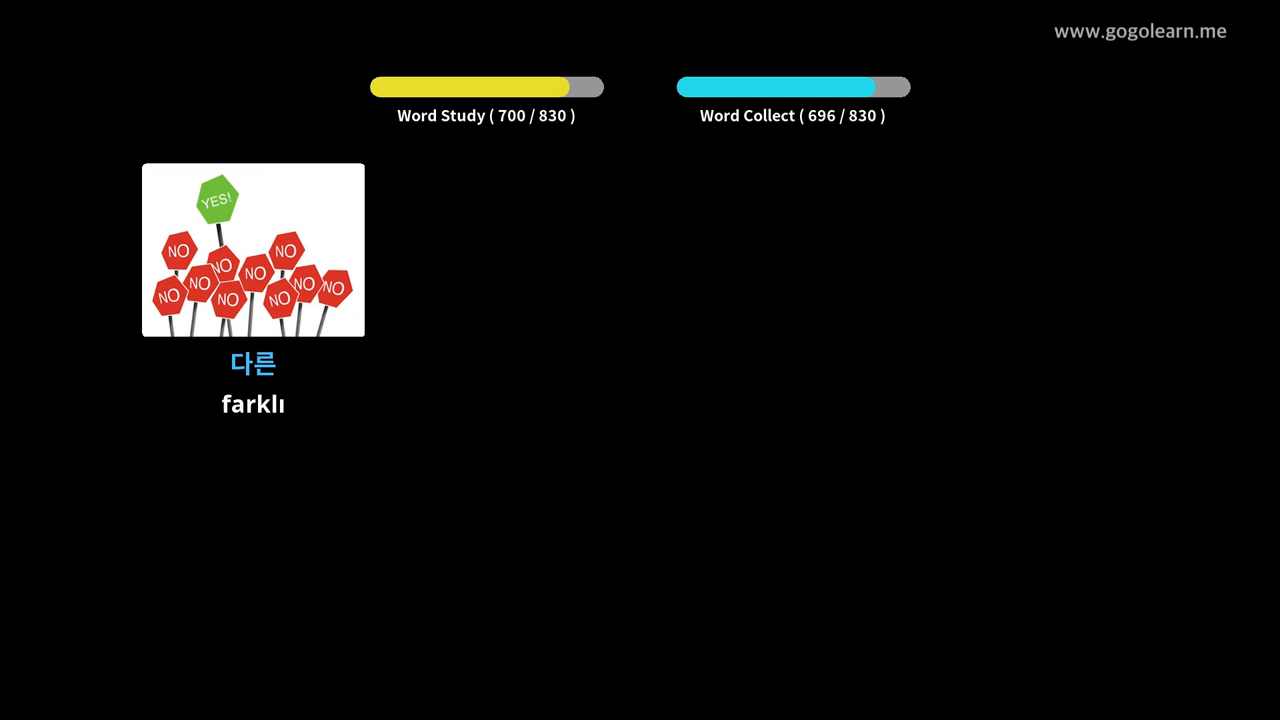 www.gogolearn.me
Word Study ( 700 / 830 )
Word Collect ( 696 / 830 )
YES!
NO
NO
NO
NO
NO
NO
NO
NO
NO
NO
다른
farklı